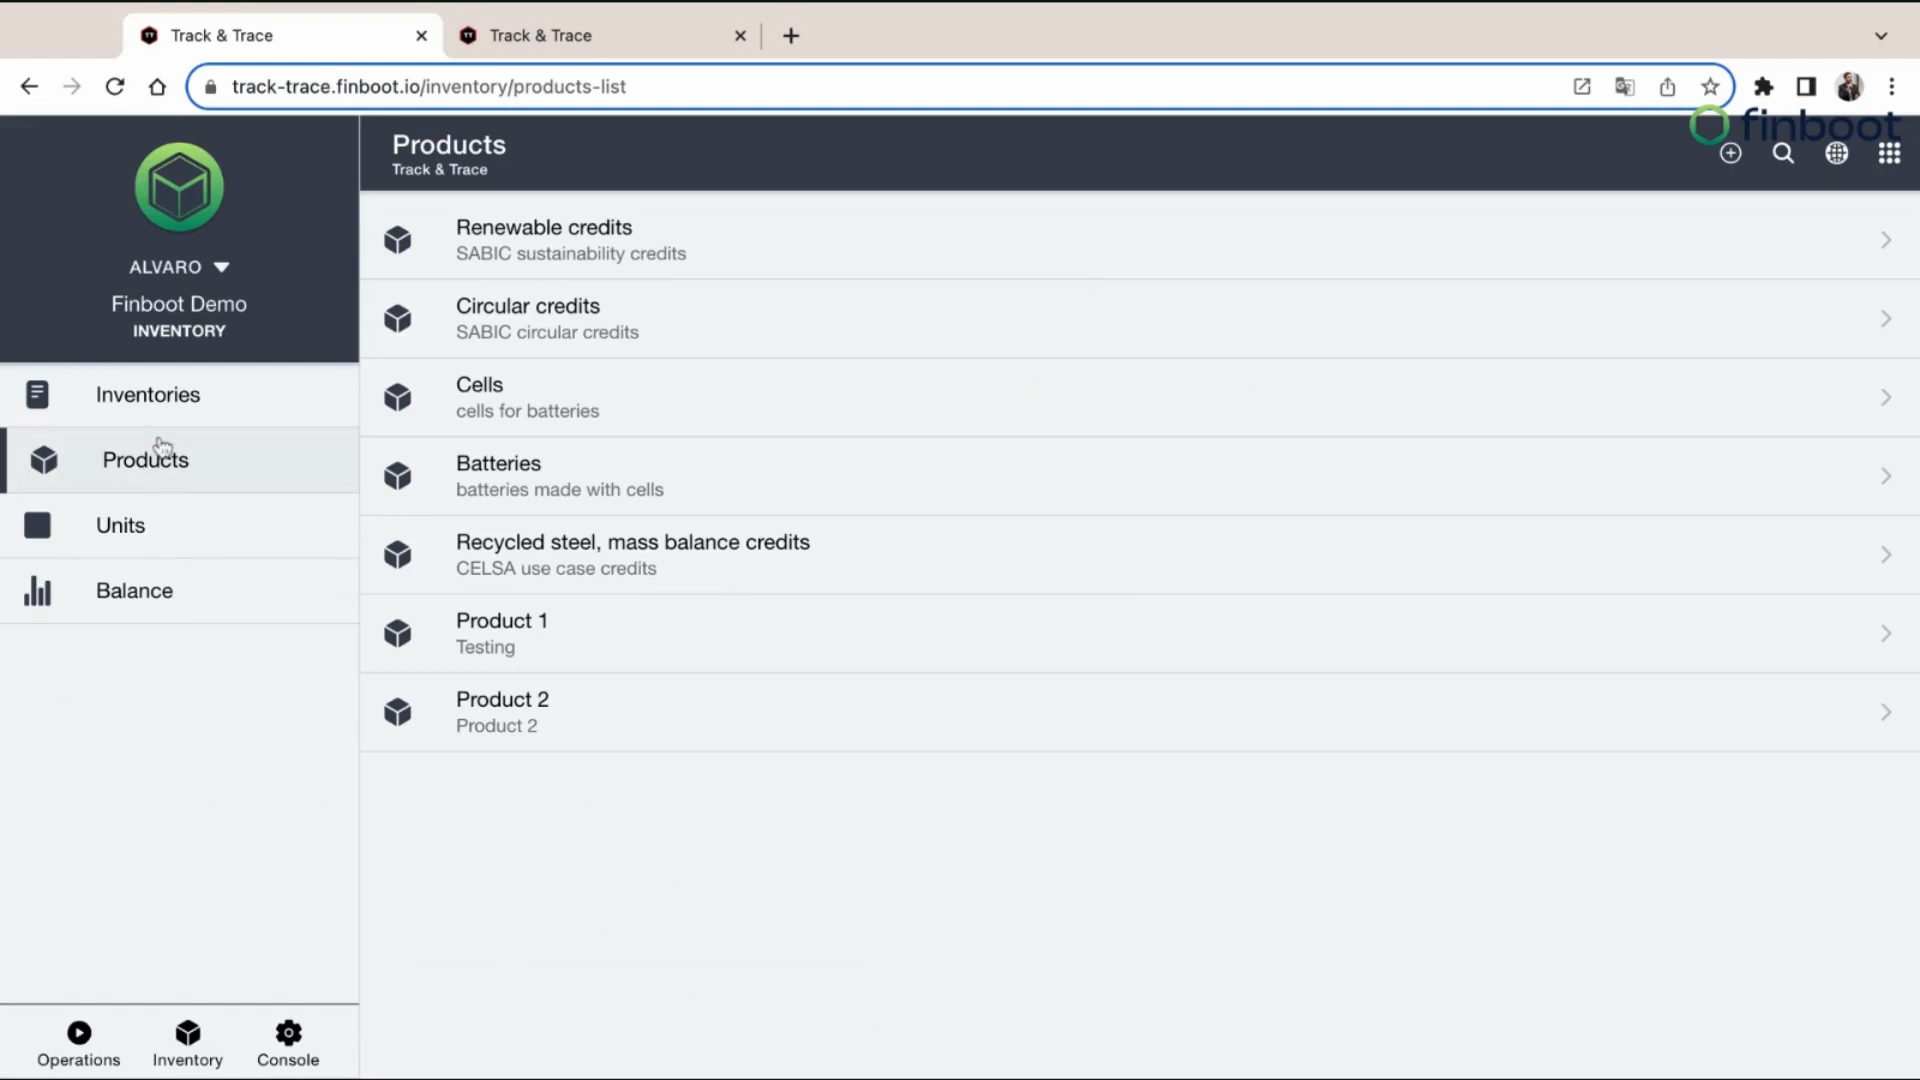 Track & Trace
Track & Trace
track-trace.finboot.io/inventory/products-list
finboot
ALVARO
Finboot Demo
INVENTORY
Inventories
Products
Units
Balance
Operations
Inventory
Console
Products
Track & Trace
Renewable credits
SABIC sustainability credits
Circular credits
SABIC circular credits
Cells
cells for batteries
Batteries
batteries made with cells
Recycled steel, mass balance credits
CELSA use case credits
Product 1
Testing
Product 2
Product 2